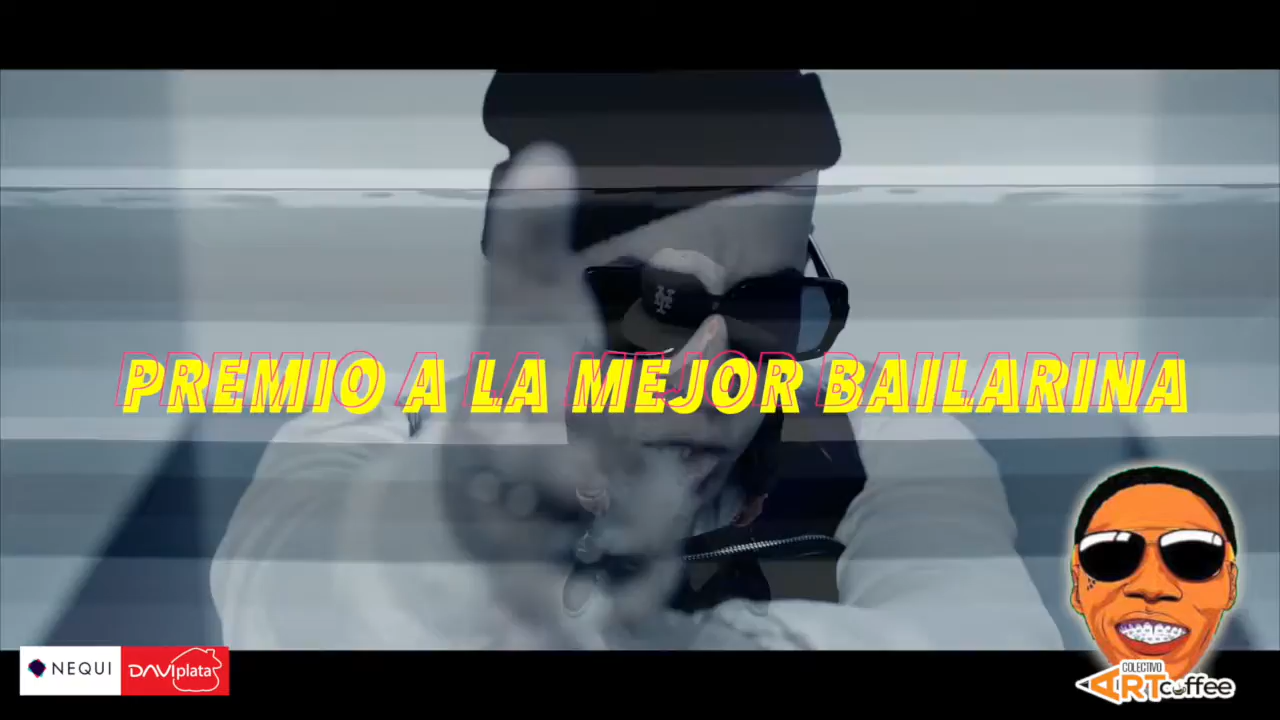 PREMIO A LA MEJOR BAILARINA
NEQUI
DAVIplata
COLECTIVO
ARTcoffee